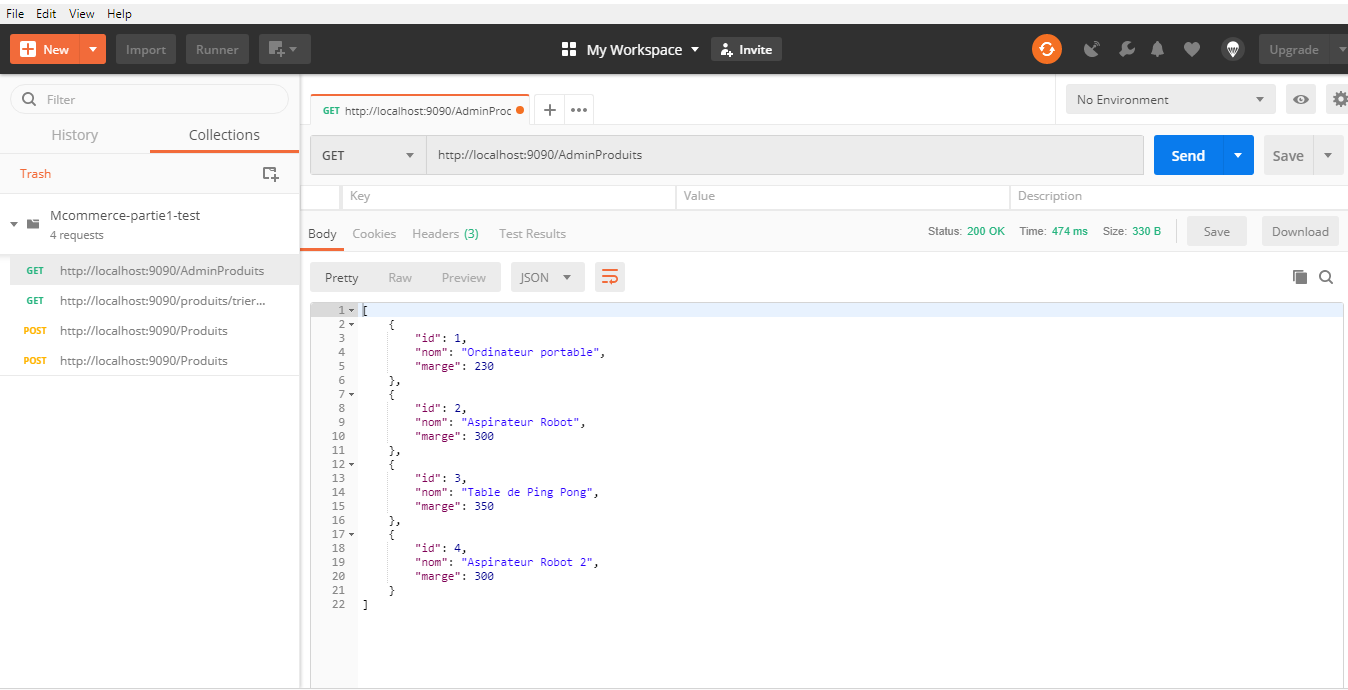 File Edit View Help
New Import Runner My Workspace Invite Upgrade
Filter
History Collections
Trash
Mcommerce-partie1-test
4 requests
GET http://localhost:9090/AdminProduits
GET http://localhost:9090/produits/trier...
POST http://localhost:9090/Produits
POST http://localhost:9090/Produits
GET http://localhost:9090/AdminProc + ••• No Environment
GET http://localhost:9090/AdminProduits Send Save
Key Value Description
Body Cookies Headers (3) Test Results Status: 200 OK Time: 474 ms Size: 330 B Save Download
Pretty Raw Preview JSON
1 [
2 {
3 "id": 1,
4 "nom": "Ordinateur portable",
5 "marge": 230
6 },
7 {
8 "id": 2,
9 "nom": "Aspirateur Robot",
10 "marge": 300
11 },
12 {
13 "id": 3,
14 "nom": "Table de Ping Pong",
15 "marge": 350
16 },
17 {
18 "id": 4,
19 "nom": "Aspirateur Robot 2",
20 "marge": 300
21 }
22 ]